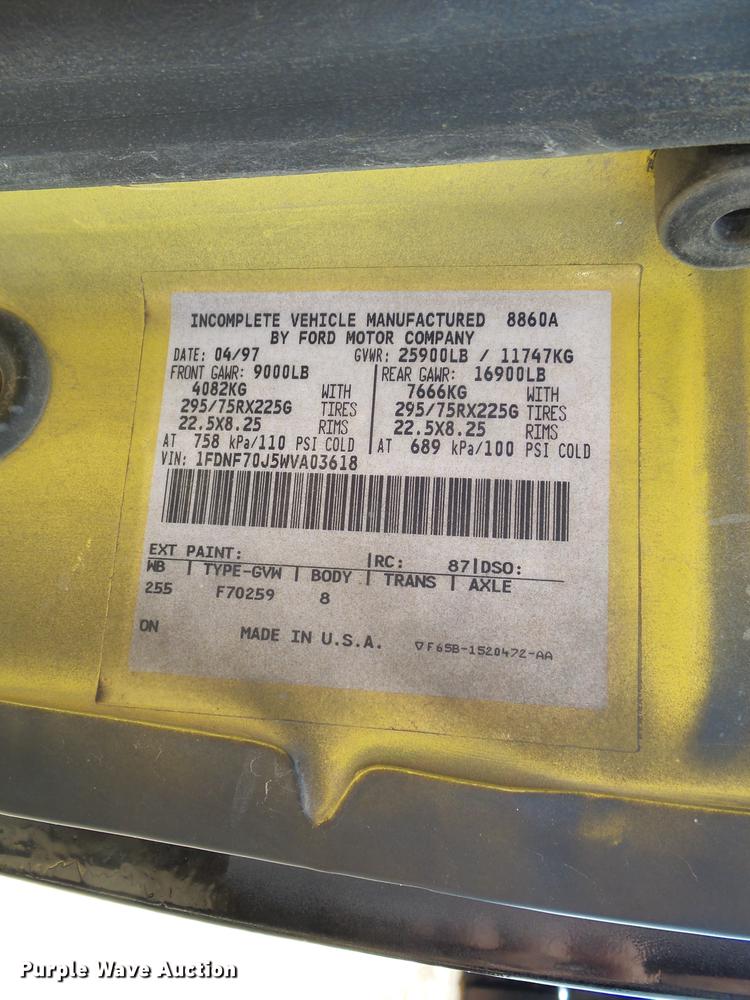 INCOMPLETE VEHICLE MANUFACTURED 8860A
BY FORD MOTOR COMPANY
DATE: 04/97 GVWR: 25900LB / 11747KG
FRONT GAWR: 9000LB REAR GAWR: 16900LB
4082KG WITH 7666KG WITH
295/75RX225G TIRES 295/75RX225G TIRES
22.5X8.25 RIMS 22.5X8.25 RIMS
AT 758 kPa/110 PSI COLD AT 689 kPa/100 PSI COLD
VIN: 1FDNF70J5WVA03618
EXT PAINT: RC: 87 DSO:
WB TYPE-GVW BODY TRANS AXLE
255 F70259 8
ON MADE IN U.S.A. ▽F65B-1520472-AA
Purple Wave Auction